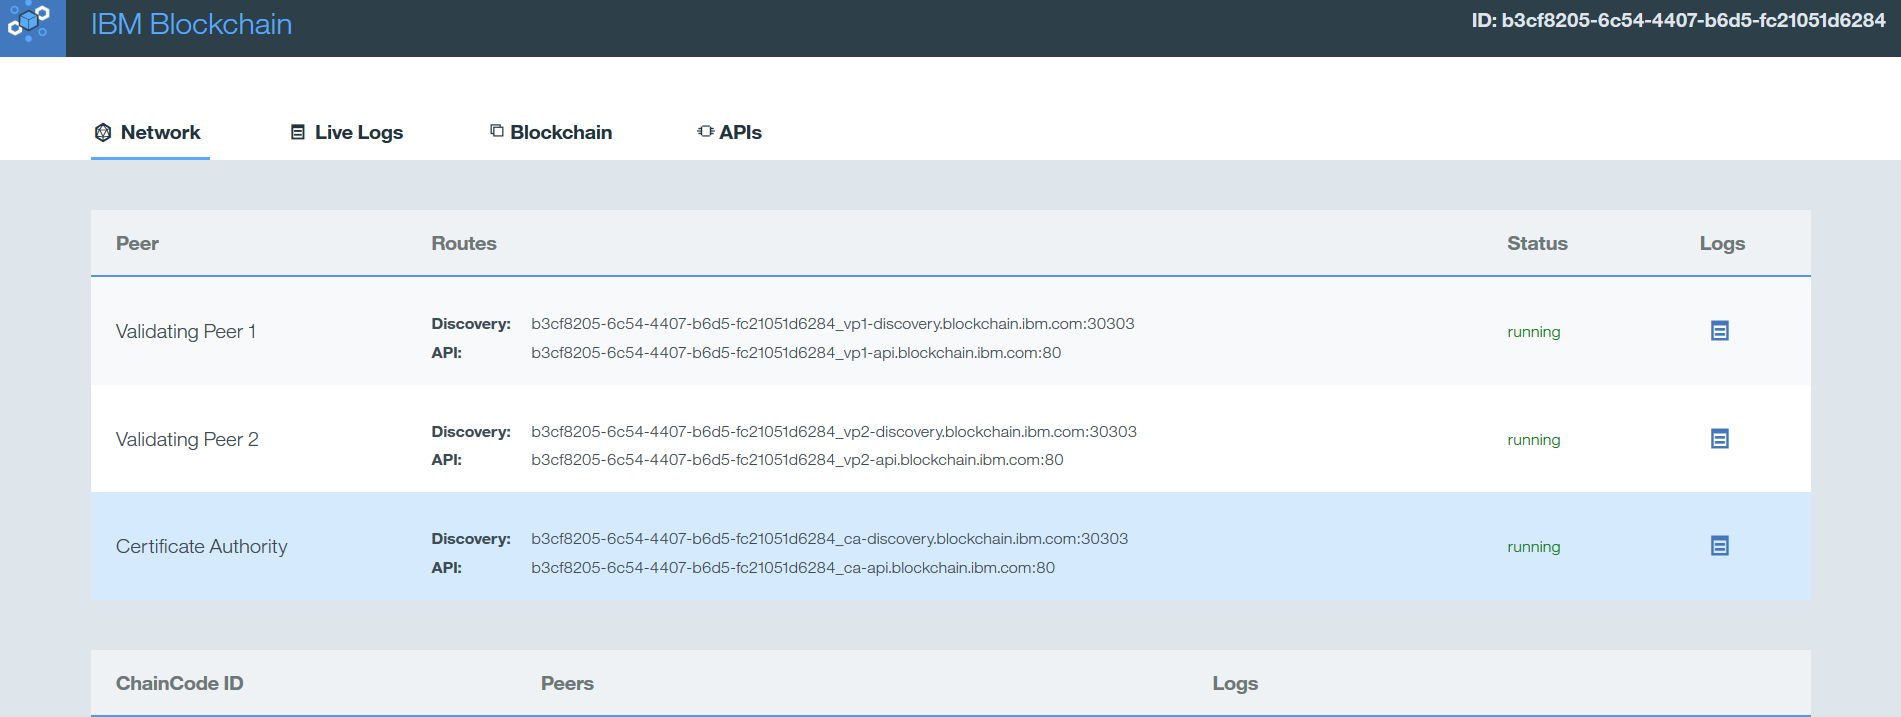 IBM Blockchain
ID: b3cf8205-6c54-4407-b6d5-fc21051d6284
Network Live Logs Blockchain APIs
Peer Routes Status Logs
Validating Peer 1
Discovery: b3cf8205-6c54-4407-b6d5-fc21051d6284_vp1-discovery.blockchain.ibm.com:30303
API: b3cf8205-6c54-4407-b6d5-fc21051d6284_vp1-api.blockchain.ibm.com:80
running
Validating Peer 2
Discovery: b3cf8205-6c54-4407-b6d5-fc21051d6284_vp2-discovery.blockchain.ibm.com:30303
API: b3cf8205-6c54-4407-b6d5-fc21051d6284_vp2-api.blockchain.ibm.com:80
running
Certificate Authority
Discovery: b3cf8205-6c54-4407-b6d5-fc21051d6284_ca-discovery.blockchain.ibm.com:30303
API: b3cf8205-6c54-4407-b6d5-fc21051d6284_ca-api.blockchain.ibm.com:80
running
ChainCode ID Peers Logs